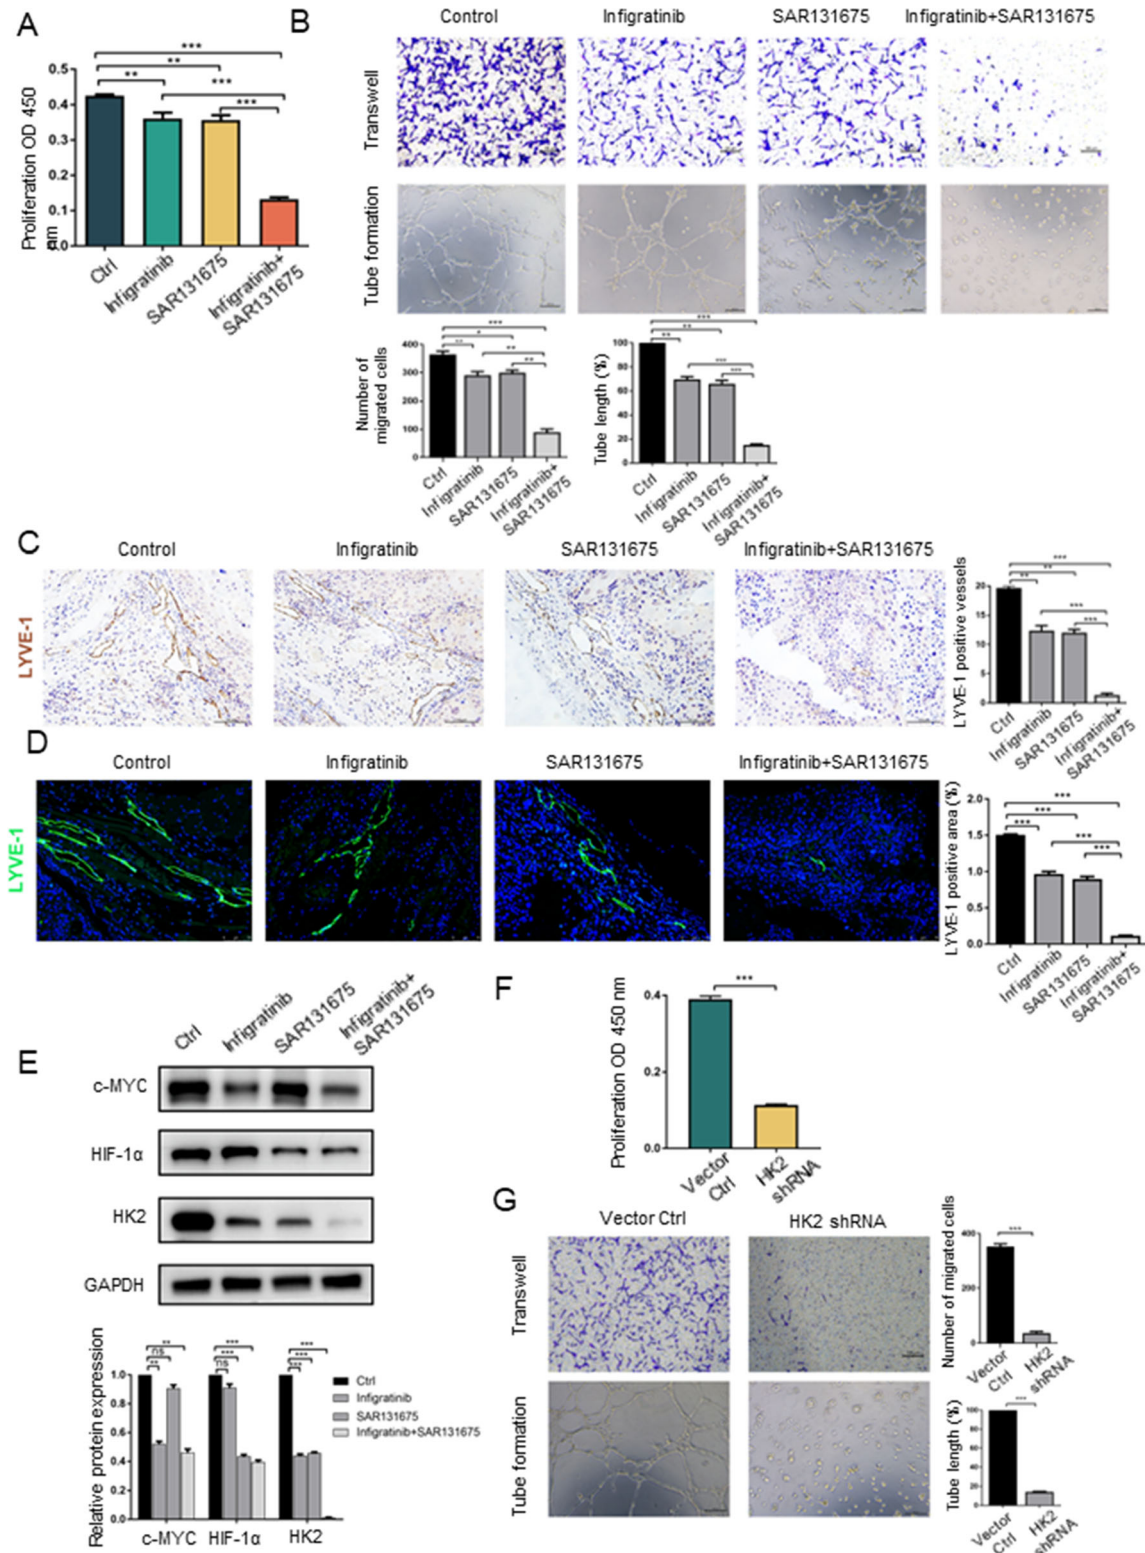 A
***
**
** ***
***
Proliferation OD 450
nm
0.5
0.4
0.3
0.2
0.1
0.0
Ctrl
Infigratinib
SAR131675
Infigratinib+
SAR131675
B
Control
Infigratinib
SAR131675
Infigratinib+SAR131675
Transwell
Tube formation
Number of
migrated cells
400
300
200
100
0
***
*
** **
**
Ctrl
Infigratinib
SAR131675
Infigratinib+
SAR131675
Tube length (%)
100
80
60
40
20
0
***
**
** ***
***
Ctrl
Infigratinib
SAR131675
Infigratinib+
SAR131675
C
Control
Infigratinib
SAR131675
Infigratinib+SAR131675
LYVE-1
LYVE-1 positive vessels
20
15
10
5
0
***
**
**
***
***
Ctrl
Infigratinib
SAR131675
Infigratinib+
SAR131675
D
Control
Infigratinib
SAR131675
Infigratinib+SAR131675
LYVE-1
LYVE-1 positive area (%)
2.0
1.5
1.0
0.5
0.0
***
***
***
***
***
Ctrl
Infigratinib
SAR131675
Infigratinib+
SAR131675
E
Ctrl
Infigratinib
SAR131675
Infigratinib+
SAR131675
c-MYC
HIF-1α
HK2
GAPDH
Relative protein expression
1.0
0.8
0.6
0.4
0.2
0.0
**
ns
**
***
***
ns
***
***
***
Ctrl
Infigratinib
SAR131675
Infigratinib+SAR131675
c-MYC
HIF-1α
HK2
F
Proliferation OD 450 nm
0.4
0.2
0.0
***
Vector
Ctrl
HK2
shRNA
G
Vector Ctrl
HK2 shRNA
Transwell
Tube formation
Number of migrated cells
400
200
0
***
Vector
Ctrl
HK2
shRNA
Tube length (%)
100
80
60
40
20
0
***
Vector
Ctrl
HK2
shRNA